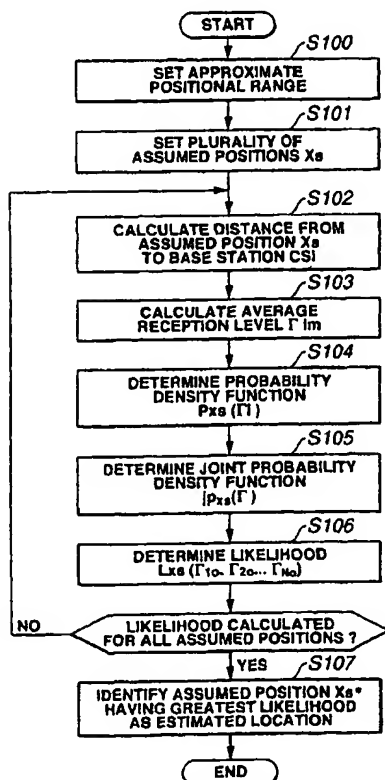 START
S100
SET APPROXIMATE
POSITIONAL RANGE
S101
SET PLURALITY OF
ASSUMED POSITIONS Xs
S102
CALCULATE DISTANCE FROM
ASSUMED POSITION Xs
TO BASE STATION CSi
S103
CALCULATE AVERAGE
RECEPTION LEVEL Γ im
S104
DETERMINE PROBABILITY
DENSITY FUNCTION
Pxs (Γi)
S105
DETERMINE JOINT PROBABILITY
DENSITY FUNCTION
|pxs(Γ)
S106
DETERMINE LIKELIHOOD
Lxs (Γ1o, Γ2o... ΓNo)
NO
LIKELIHOOD CALCULATED
FOR ALL ASSUMED POSITIONS ?
YES
S107
IDENTIFY ASSUMED POSITION Xs*
HAVING GREATEST LIKELIHOOD
AS ESTIMATED LOCATION
END